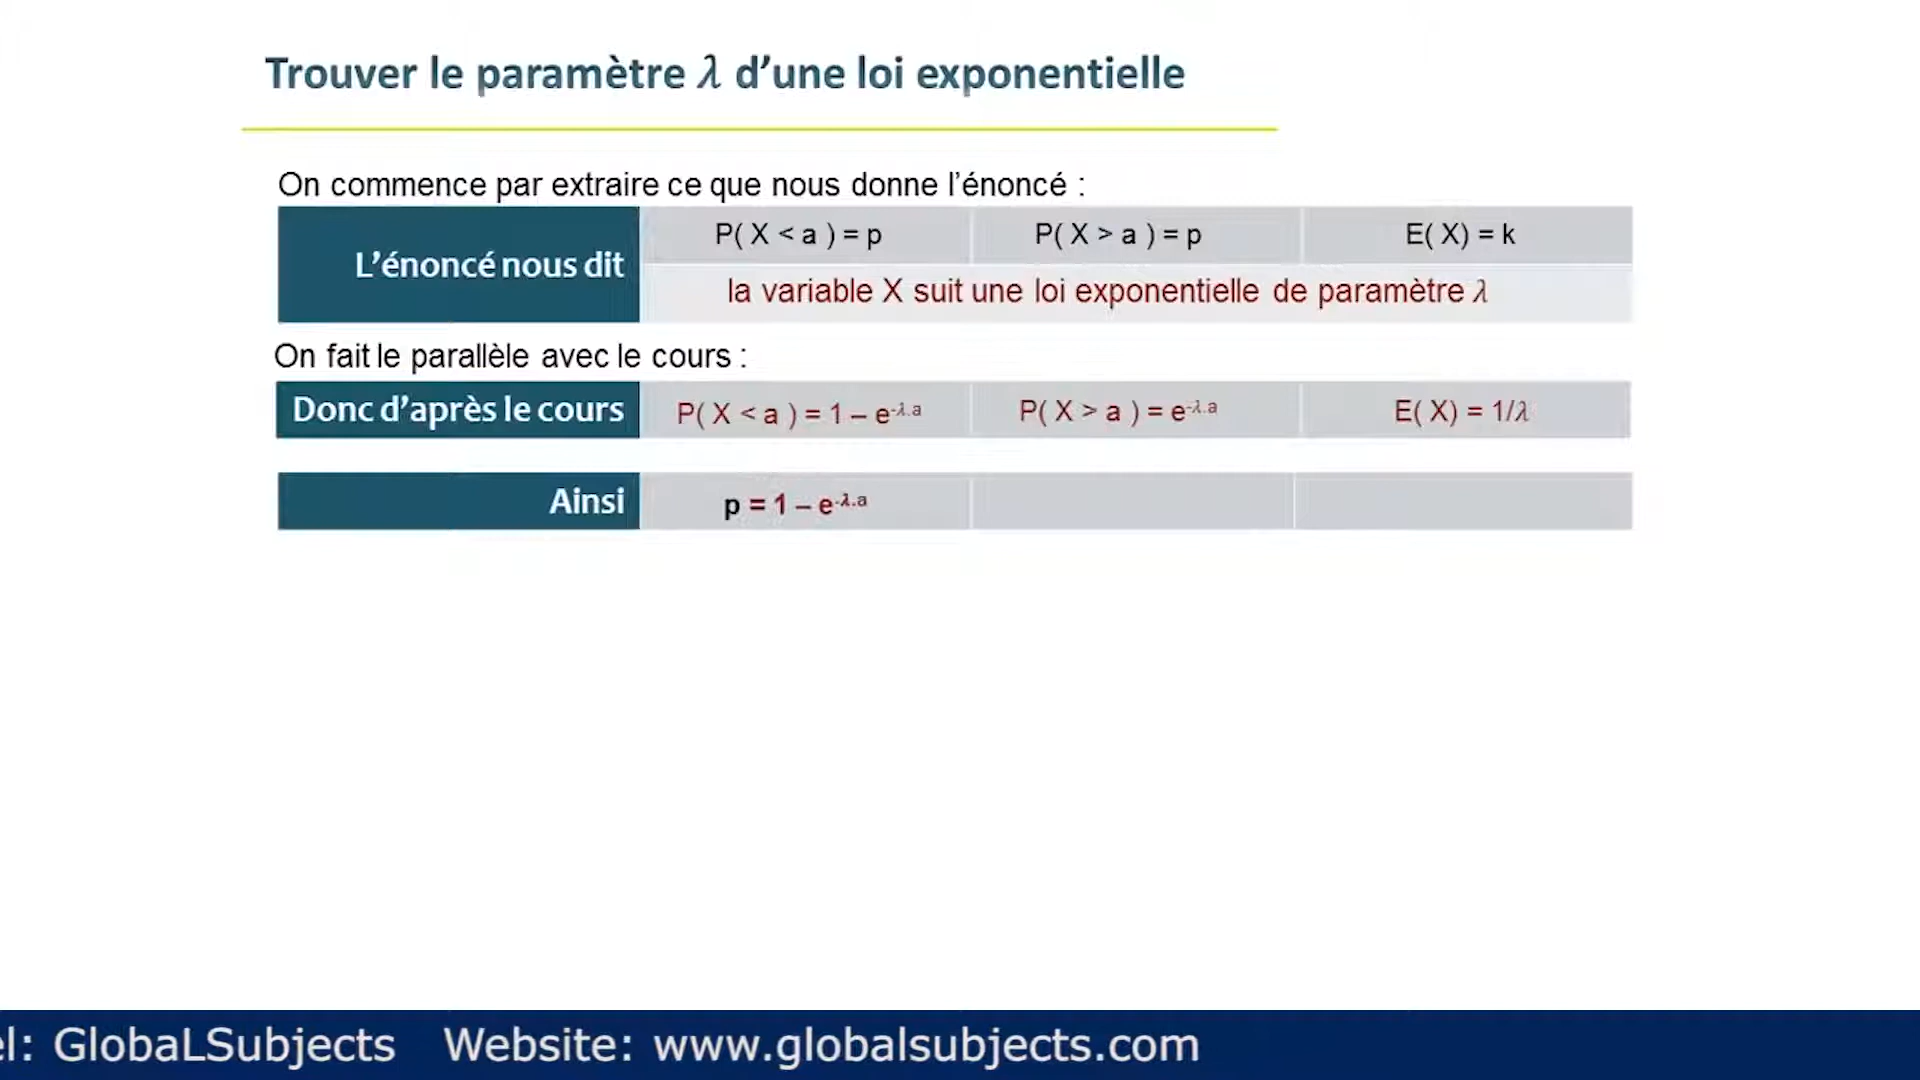 Trouver le paramètre λ d’une loi exponentielle
On commence par extraire ce que nous donne l’énoncé :
L’énoncé nous dit
P( X < a ) = p
P( X > a ) = p
E( X) = k
la variable X suit une loi exponentielle de paramètre λ
On fait le parallèle avec le cours :
Donc d’après le cours
P( X < a ) = 1 – e-λ.a
P( X > a ) = e-λ.a
E( X) = 1/λ
Ainsi
p = 1 – e-λ.a
el: GlobaLSubjects Website: www.globalsubjects.com